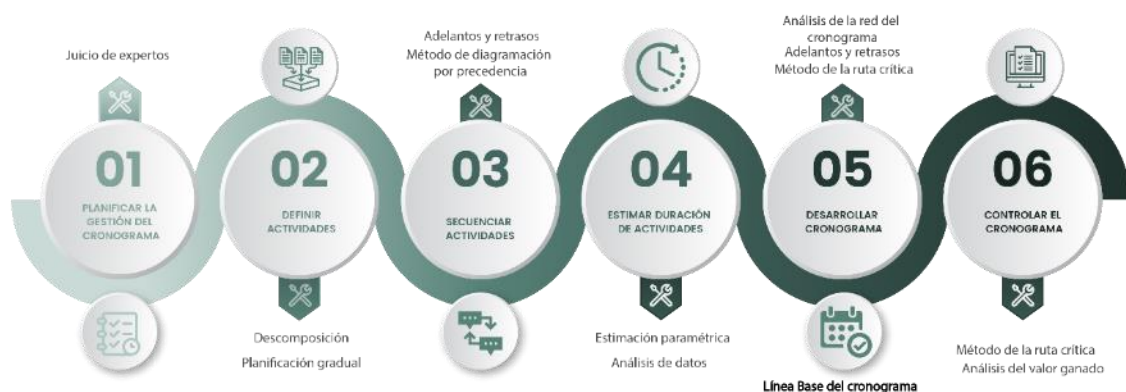 Juicio de expertos
01
PLANIFICAR LA
GESTIÓN DEL
CRONOGRAMA
02
DEFINIR
ACTIVIDADES
Descomposición
Planificación gradual
Adelantos y retrasos
Método de diagramación
por precedencia
03
SECUENCIAR
ACTIVIDADES
04
ESTIMAR DURACIÓN
DE ACTIVIDADES
Estimación paramétrica
Análisis de datos
Análisis de la red del
cronograma
Adelantos y retrasos
Método de la ruta crítica
05
DESARROLLAR
CRONOGRAMA
Línea Base del cronograma
06
CONTROLAR EL
CRONOGRAMA
Método de la ruta crítica
Análisis del valor ganado